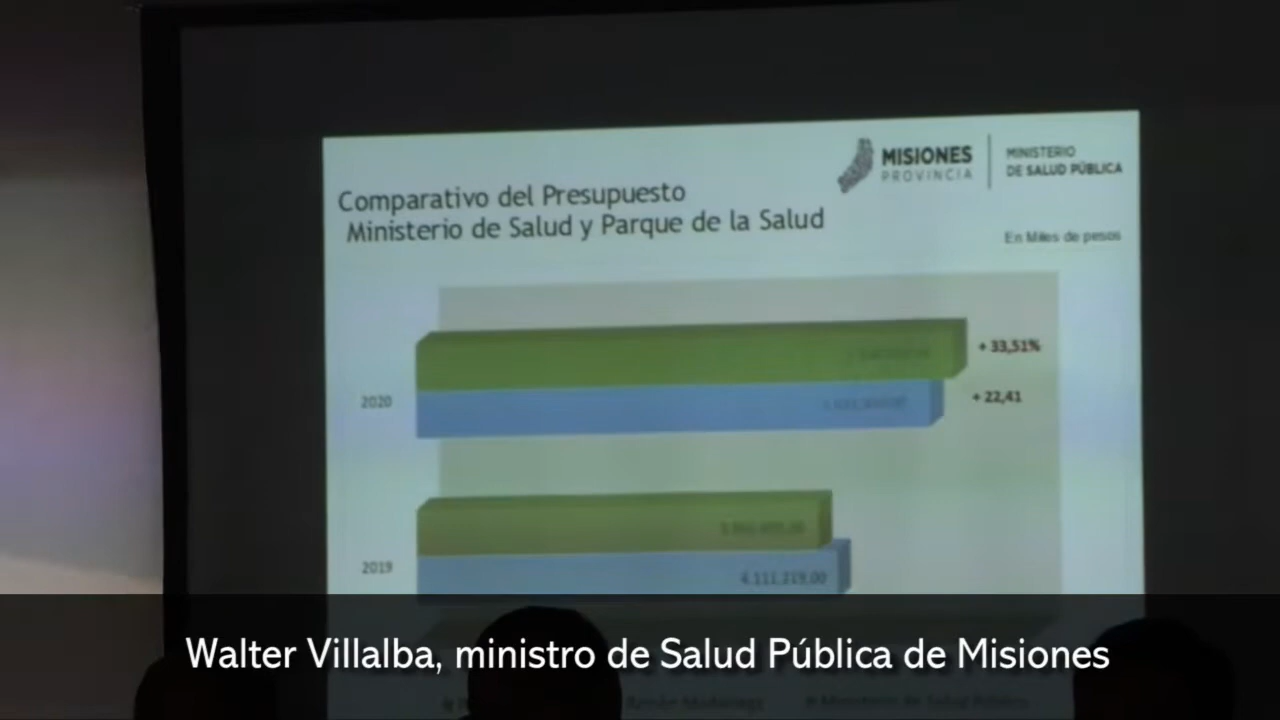 MISIONES
PROVINCIA
MINISTERIO
DE SALUD PÚBLICA
Comparativo del Presupuesto
Ministerio de Salud y Parque de la Salud
En Miles de pesos
+ 33,51%
2020
+ 22,41
2019
4.111.219,00
Walter Villalba, ministro de Salud Pública de Misiones